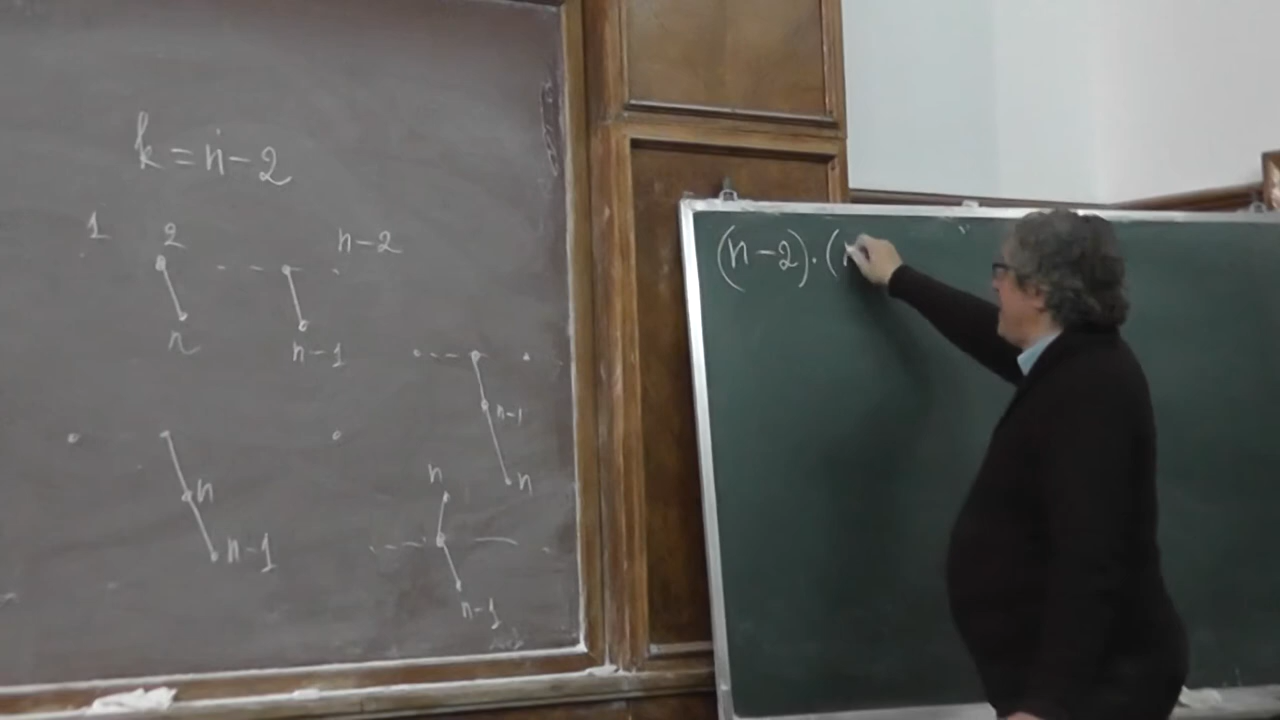 k = n - 2
1 2 n-2
n n-1
n-1
n
n
n-1
n
n-1
(n - 2) · (